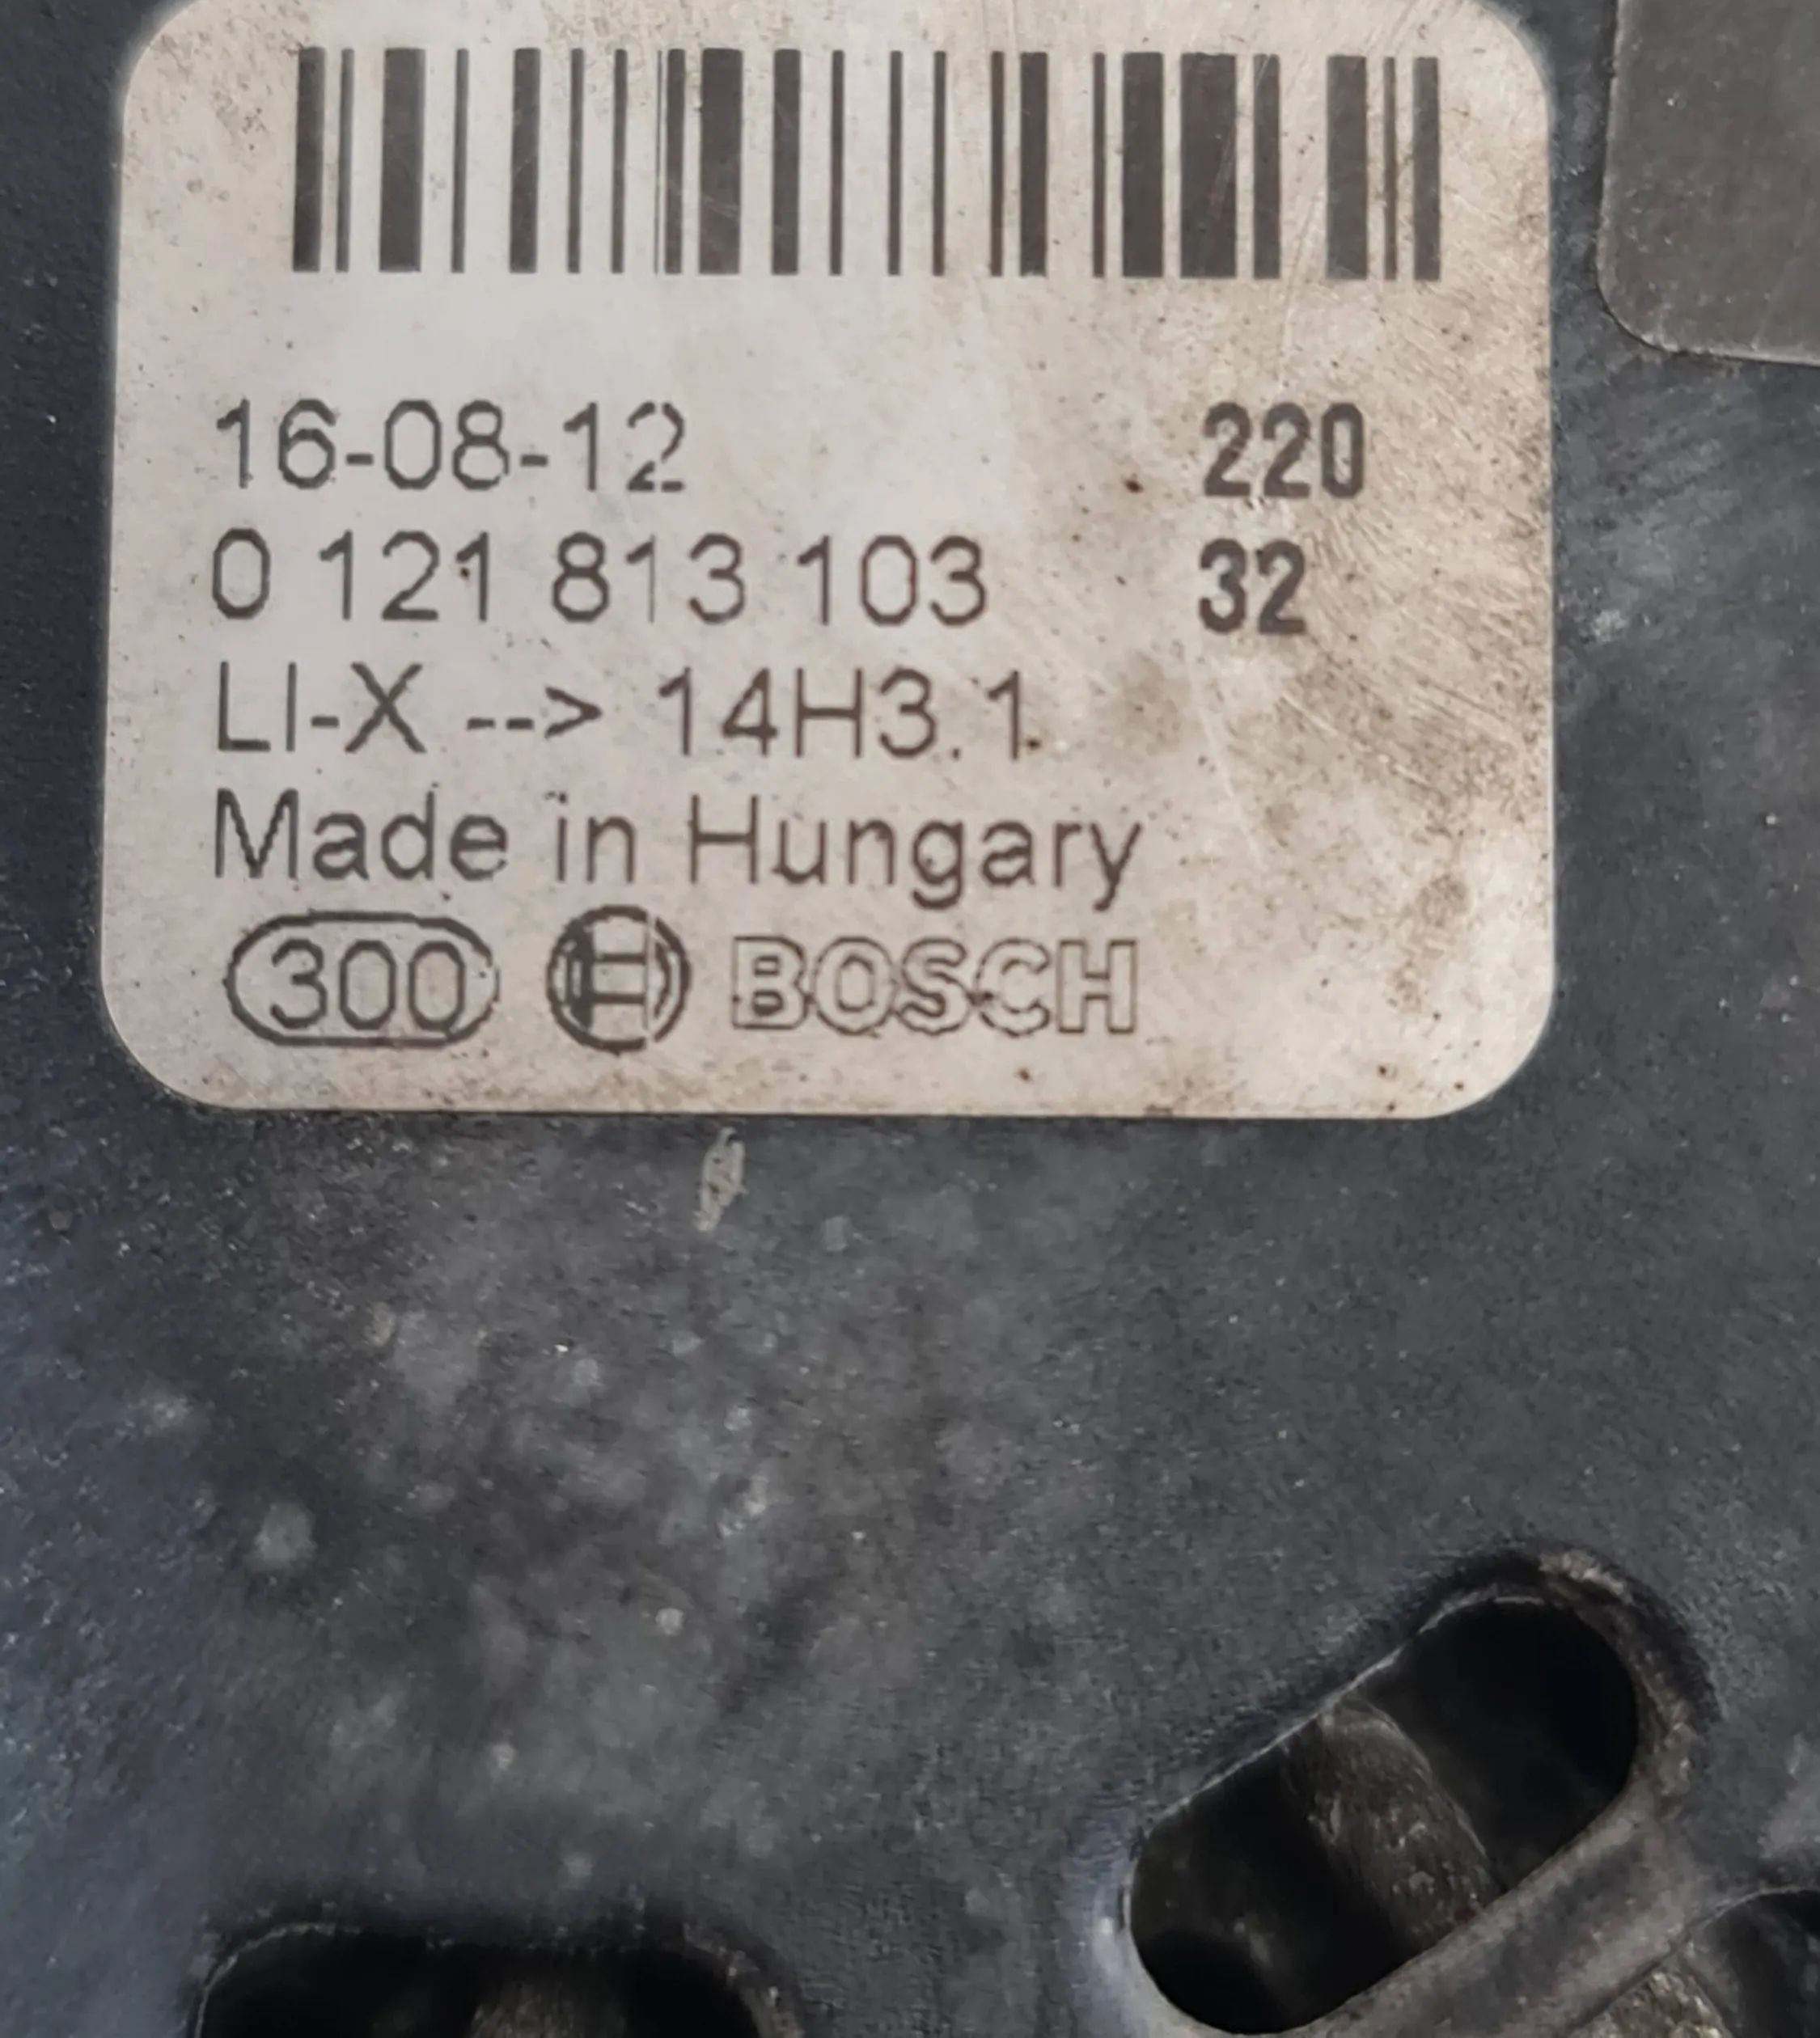 16-08-12 220
0 121 813 103 32
LI-X --> 14H3.1
Made in Hungary
300 BOSCH